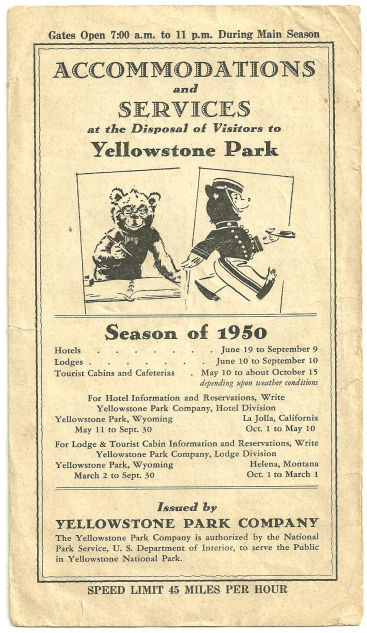 Gates Open 7:00 a.m. to 11 p.m. During Main Season
ACCOMMODATIONS
and
SERVICES
at the Disposal of Visitors to
Yellowstone Park
Season of 1950
Hotels . . . . . . . . June 19 to September 9
Lodges . . . . . . . . June 10 to September 10
Tourist Cabins and Cafeterias . May 10 to about October 15
depending upon weather conditions
For Hotel Information and Reservations, Write
Yellowstone Park Company, Hotel Division
Yellowstone Park, Wyoming La Jolla, California
May 11 to Sept. 30 Oct. 1 to May 10
For Lodge & Tourist Cabin Information and Reservations, Write
Yellowstone Park Company, Lodge Division
Yellowstone Park, Wyoming Helena, Montana
March 2 to Sept. 30 Oct. 1 to March 1
Issued by
YELLOWSTONE PARK COMPANY
The Yellowstone Park Company is authorized by the National
Park Service, U. S. Department of Interior, to serve the Public
in Yellowstone National Park.
SPEED LIMIT 45 MILES PER HOUR